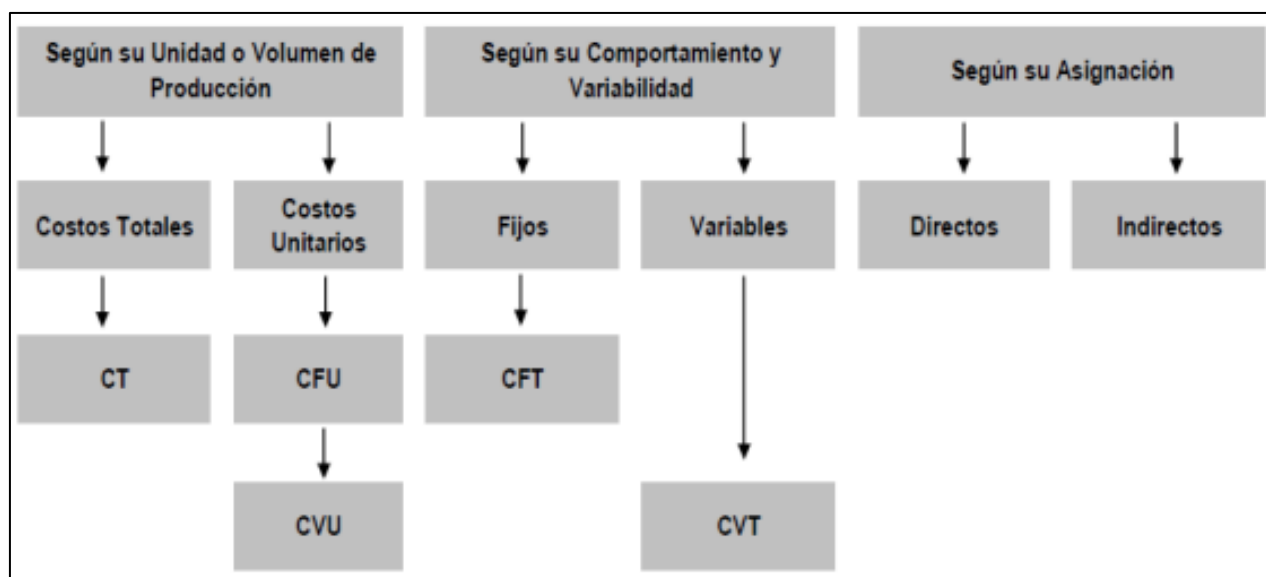 Según su Unidad o Volumen de
Producción
Según su Comportamiento y
Variabilidad
Según su Asignación
Costos Totales
Costos
Unitarios
Fijos
Variables
Directos
Indirectos
CT
CFU
CFT
CVU
CVT